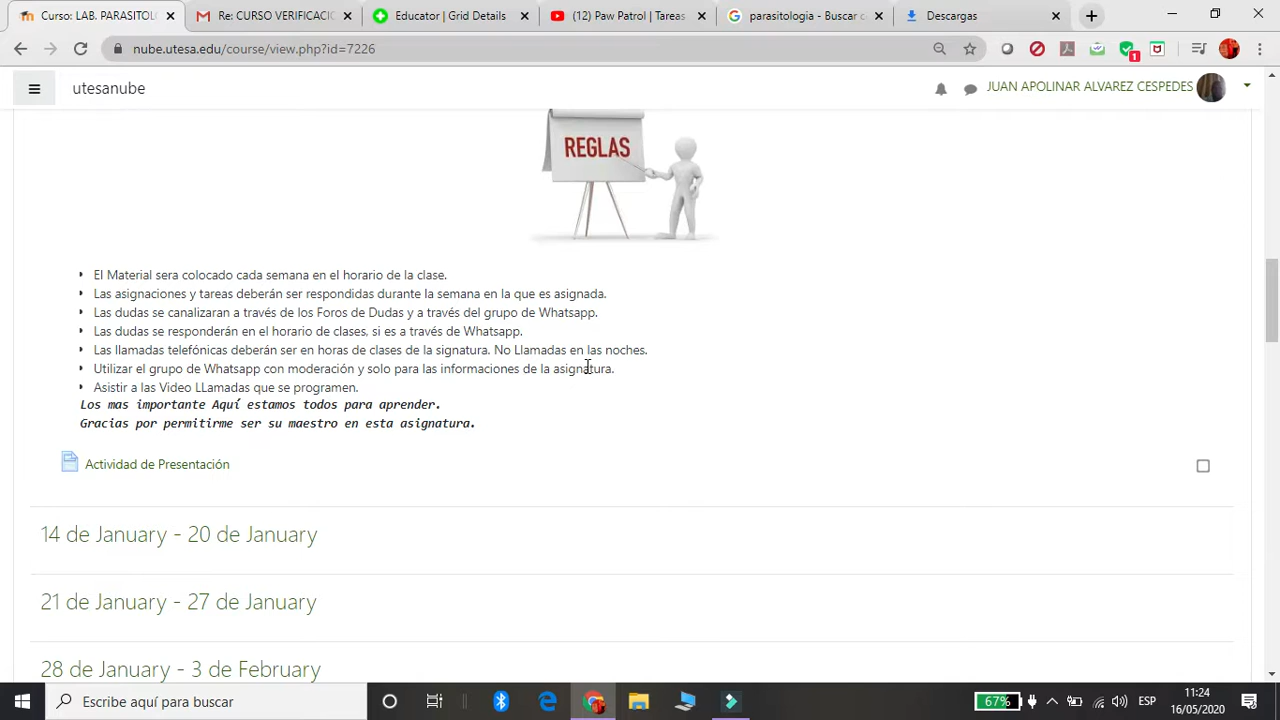 Curso: LAB. PARASITOL
Re: CURSO VERIFICACI
Educator | Grid Details
(12) Paw Patrol | Tareas
parasitología - Buscar c
Descargas
nube.utesa.edu/course/view.php?id=7226
1
utesanube
JUAN APOLINAR ALVAREZ CESPEDES
REGLAS
El Material sera colocado cada semana en el horario de la clase.
Las asignaciones y tareas deberán ser respondidas durante la semana en la que es asignada.
Las dudas se canalizaran a través de los Foros de Dudas y a través del grupo de Whatsapp.
Las dudas se responderán en el horario de clases, si es a través de Whatsapp.
Las llamadas telefónicas deberán ser en horas de clases de la signatura. No Llamadas en las noches.
Utilizar el grupo de Whatsapp con moderación y solo para las informaciones de la asignatura.
Asistir a las Video LLamadas que se programen.
Los mas importante Aquí estamos todos para aprender.
Gracias por permitirme ser su maestro en esta asignatura.
Actividad de Presentación
14 de January - 20 de January
21 de January - 27 de January
28 de January - 3 de February
Escribe aquí para buscar
67%
ESP
11:24
16/05/2020